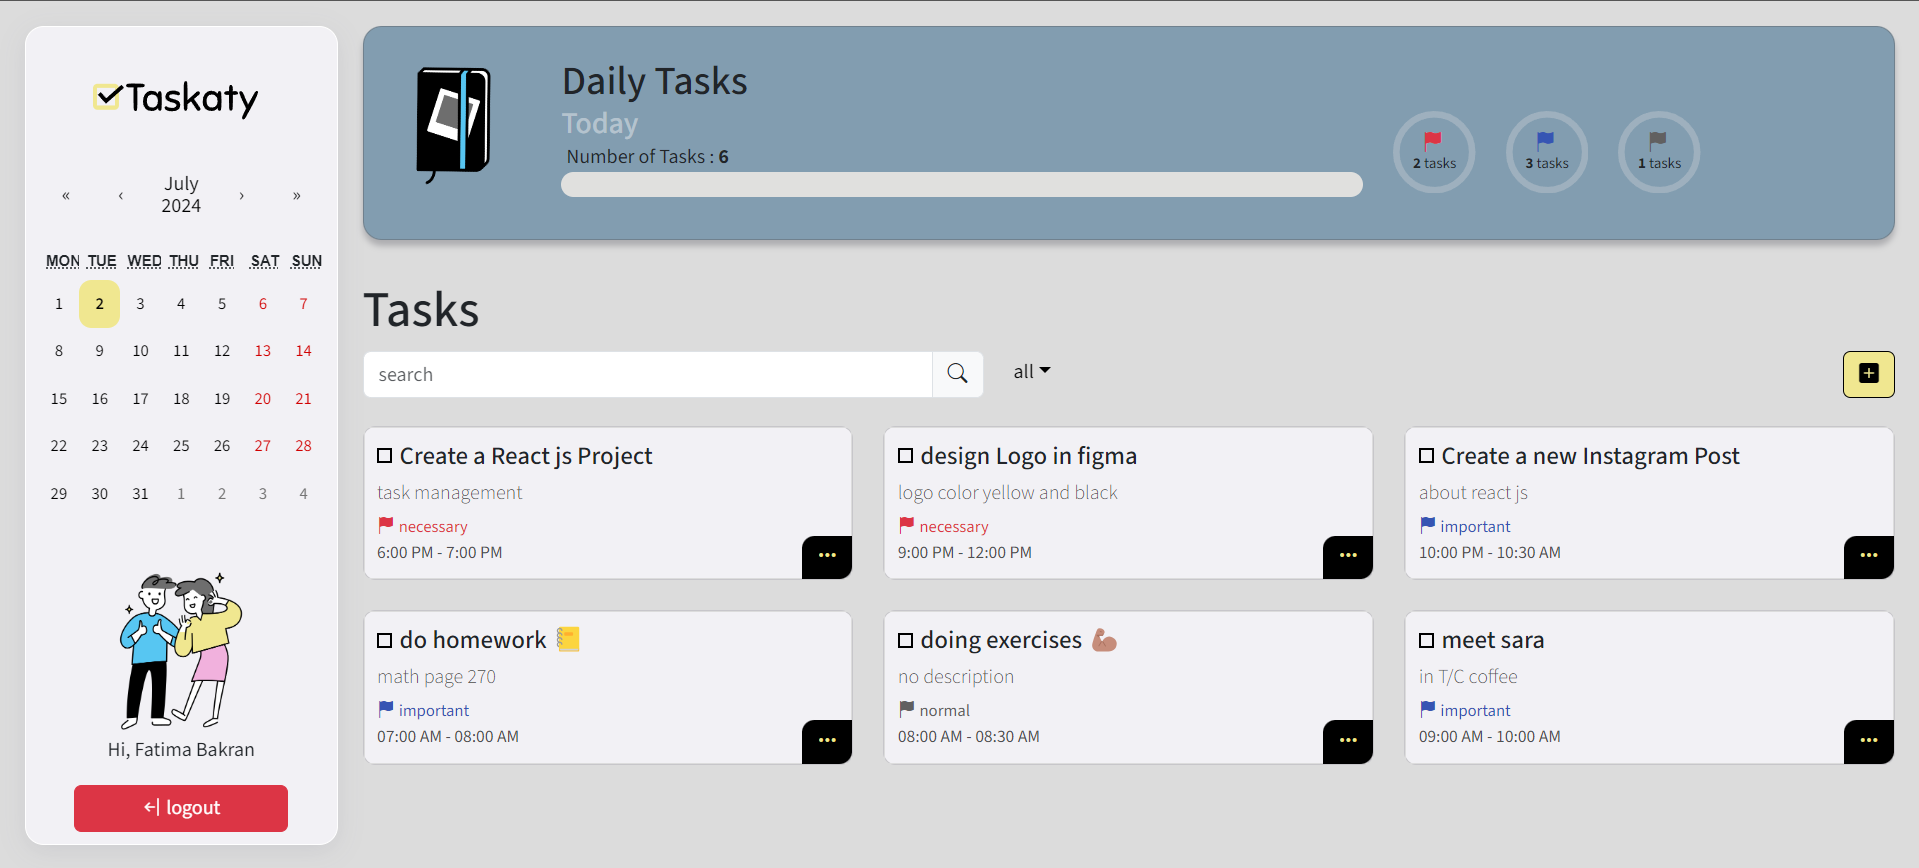 Taskaty
« ‹ July 2024 › »
MON TUE WED THU FRI SAT SUN
1 2 3 4 5 6 7
8 9 10 11 12 13 14
15 16 17 18 19 20 21
22 23 24 25 26 27 28
29 30 31 1 2 3 4
Hi, Fatima Bakran
logout
Daily Tasks
Today
Number of Tasks : 6
2 tasks
3 tasks
1 tasks
Tasks
search
all
Create a React js Project
task management
necessary
6:00 PM - 7:00 PM
design Logo in figma
logo color yellow and black
necessary
9:00 PM - 12:00 PM
Create a new Instagram Post
about react js
important
10:00 PM - 10:30 AM
do homework 📒
math page 270
important
07:00 AM - 08:00 AM
doing exercises 💪🏽
no description
normal
08:00 AM - 08:30 AM
meet sara
in T/C coffee
important
09:00 AM - 10:00 AM